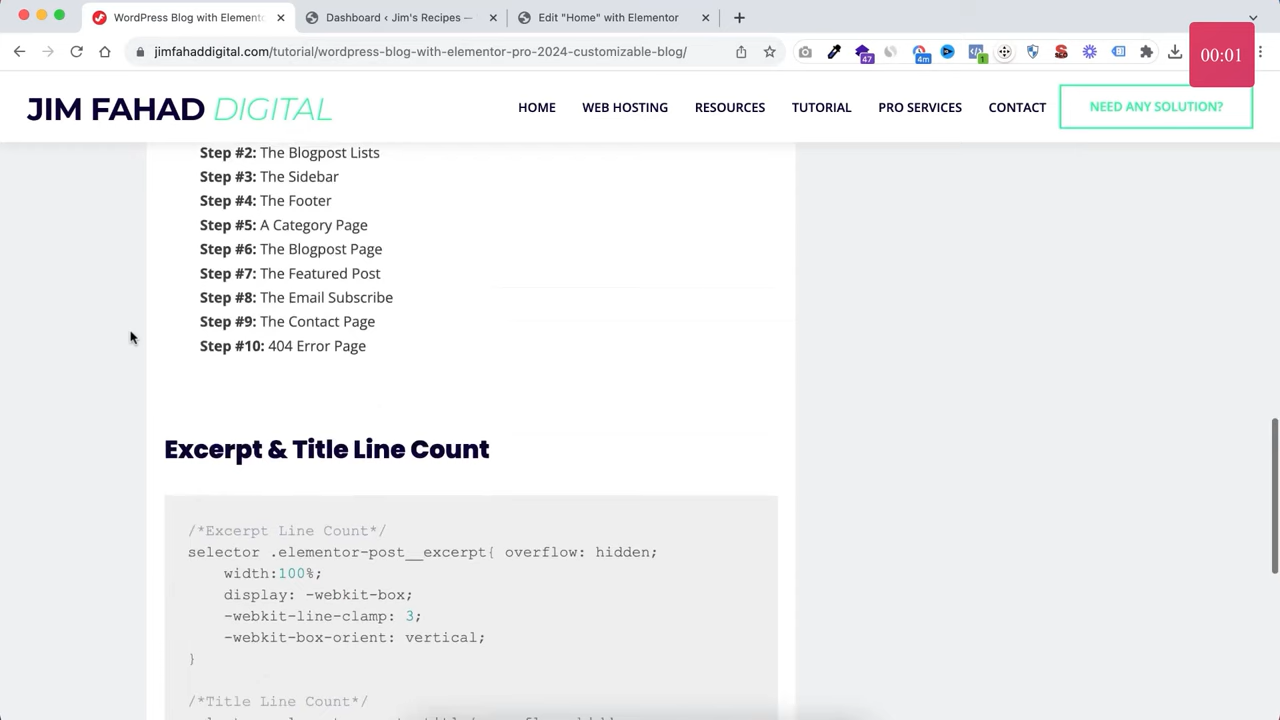 WordPress Blog with Elemento
Dashboard ‹ Jim's Recipes —
Edit "Home" with Elementor
jimfahaddigital.com/tutorial/wordpress-blog-with-elementor-pro-2024-customizable-blog/
47
4m
1
00:01
JIM FAHAD DIGITAL
HOME
WEB HOSTING
RESOURCES
TUTORIAL
PRO SERVICES
CONTACT
NEED ANY SOLUTION?
Step #2: The Blogpost Lists
Step #3: The Sidebar
Step #4: The Footer
Step #5: A Category Page
Step #6: The Blogpost Page
Step #7: The Featured Post
Step #8: The Email Subscribe
Step #9: The Contact Page
Step #10: 404 Error Page
Excerpt & Title Line Count
/*Excerpt Line Count*/
selector .elementor-post__excerpt{ overflow: hidden;
width:100%;
display: -webkit-box;
-webkit-line-clamp: 3;
-webkit-box-orient: vertical;
}
/*Title Line Count*/